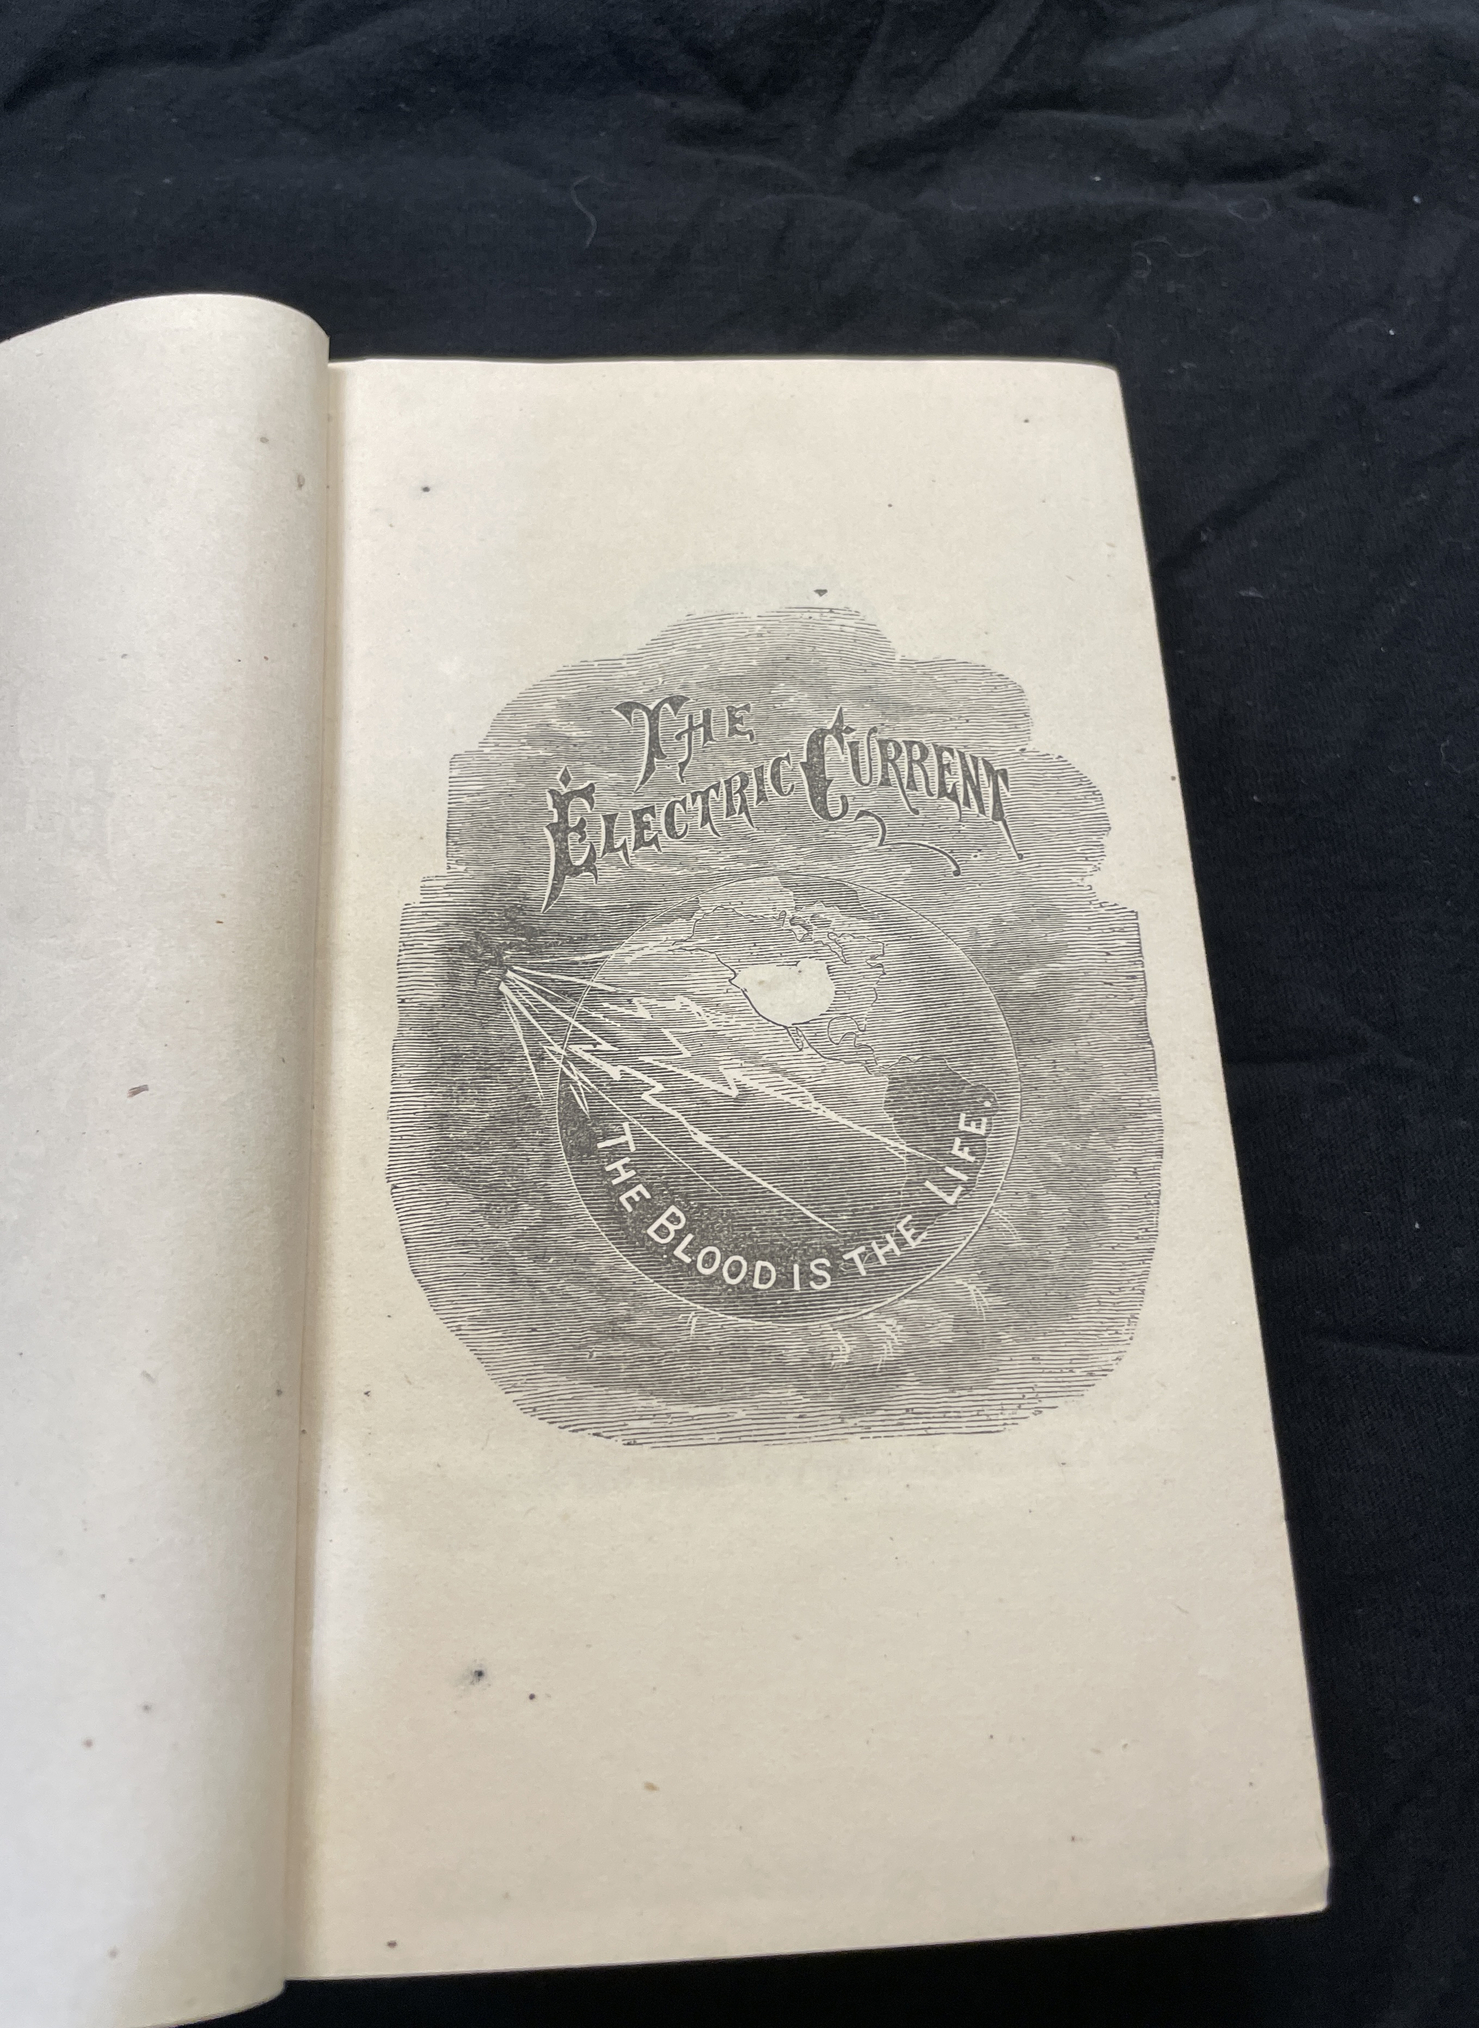 THE
ELECTRIC CURRENT
THE BLOOD IS THE LIFE.